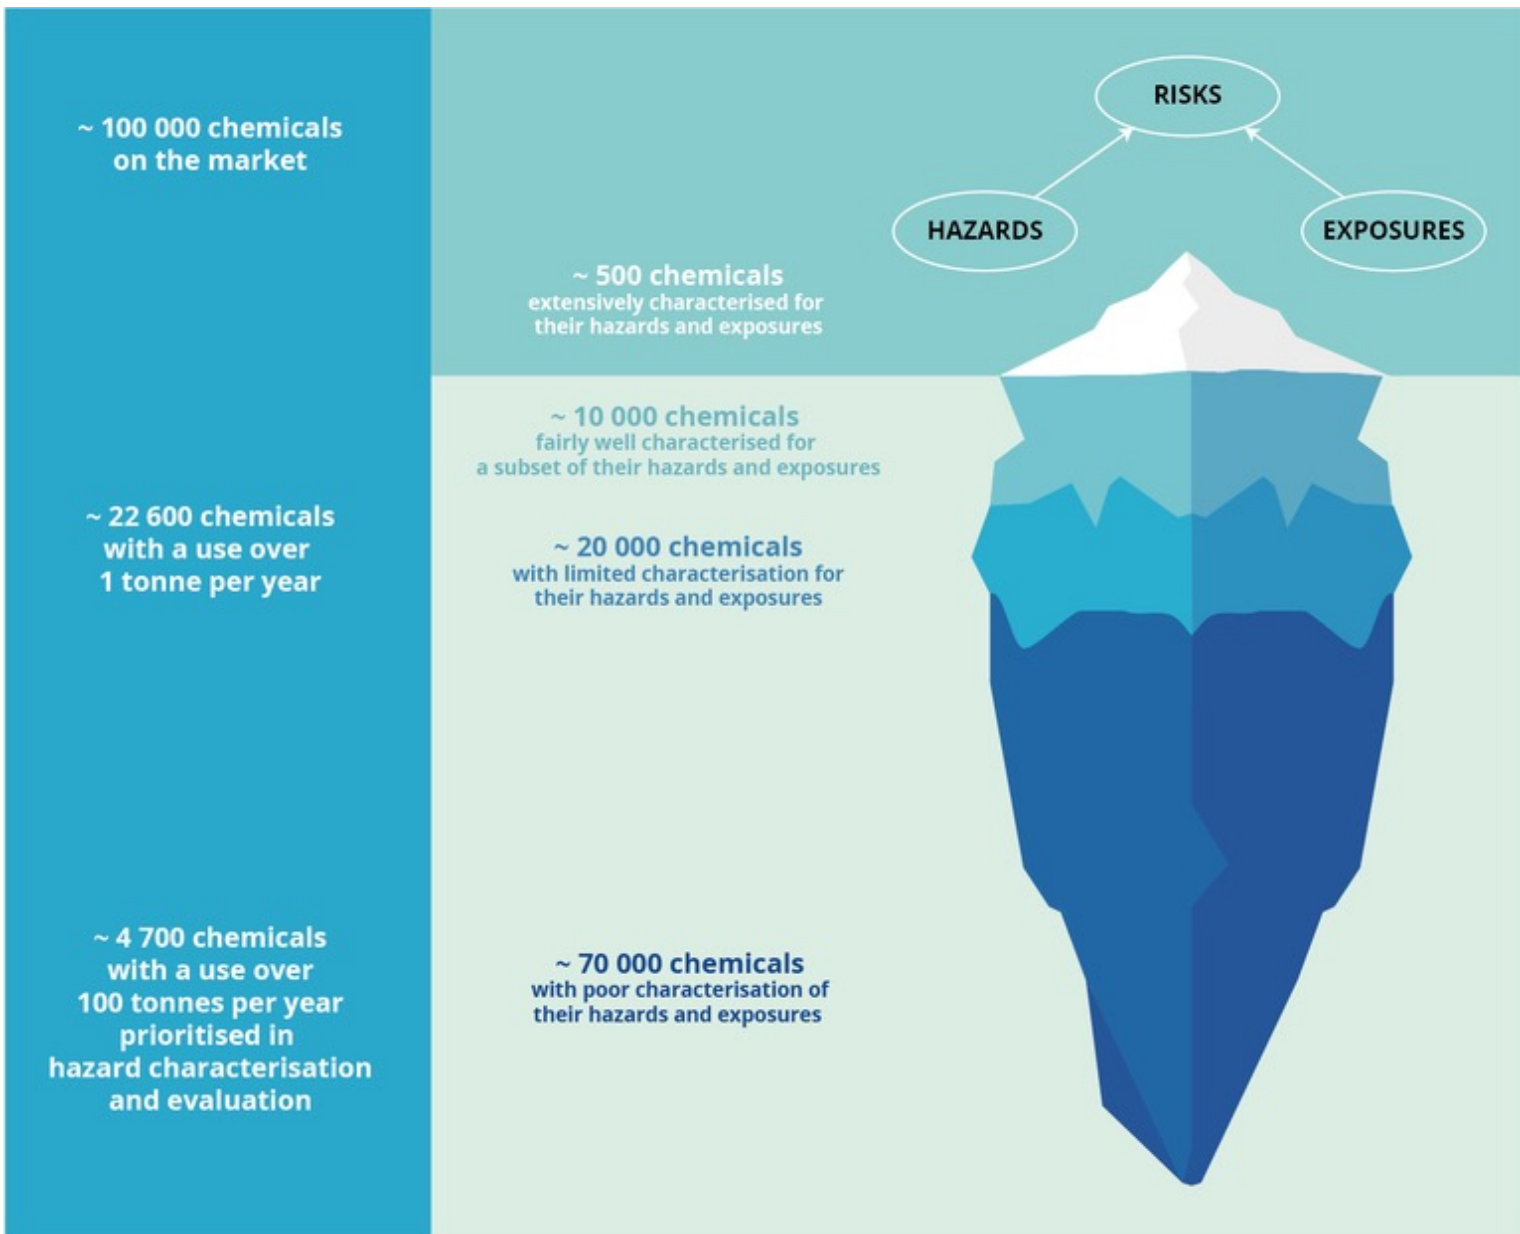 ~ 100 000 chemicals
on the market
~ 22 600 chemicals
with a use over
1 tonne per year
~ 4 700 chemicals
with a use over
100 tonnes per year
prioritised in
hazard characterisation
and evaluation
RISKS
HAZARDS
EXPOSURES
~ 500 chemicals
extensively characterised for
their hazards and exposures
~ 10 000 chemicals
fairly well characterised for
a subset of their hazards and exposures
~ 20 000 chemicals
with limited characterisation for
their hazards and exposures
~ 70 000 chemicals
with poor characterisation of
their hazards and exposures